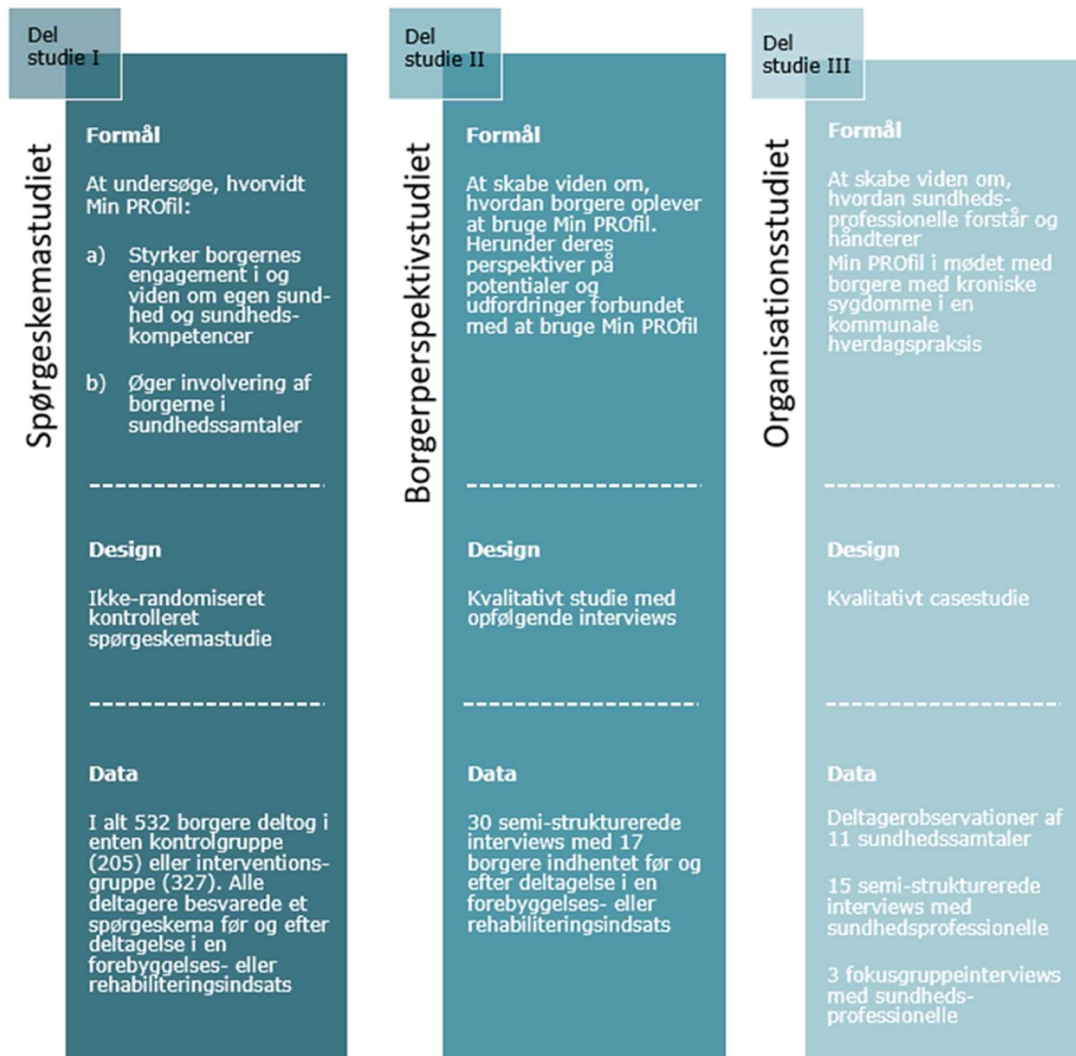 Del
studie I
Spørgeskemastudiet
Formål
At undersøge, hvorvidt
Min PROfil:
a) Styrker borgernes
engagement i og
viden om egen sund-
hed og sundheds-
kompetencer
b) Øger involvering af
borgerne i
sundhedssamtaler
Design
Ikke-randomiseret
kontrolleret
spørgeskemastudie
Data
I alt 532 borgere deltog i
enten kontrolgruppe
(205) eller interventions-
gruppe (327). Alle
deltagere besvarede et
spørgeskema før og efter
deltagelse i en
forebyggelses- eller
rehabiliteringsindsats
Del
studie II
Borgerperspektivstudiet
Formål
At skabe viden om,
hvordan borgere oplever
at bruge Min PROfil.
Herunder deres
perspektiver på
potentialer og
udfordringer forbundet
med at bruge Min PROfil
Design
Kvalitativt studie med
opfølgende interviews
Data
30 semi-strukturerede
interviews med 17
borgere indhentet før og
efter deltagelse i en
forebyggelses- eller
rehabiliteringsindsats
Del
studie III
Organisationsstudiet
Formål
At skabe viden om,
hvordan sundheds-
professionelle forstår og
håndterer
Min PROfil i mødet med
borgere med kroniske
sygdomme i en
kommunale
hverdagspraksis
Design
Kvalitativt casestudie
Data
Deltagerobservationer af
11 sundhedssamtaler
15 semi-strukturerede
interviews med
sundhedsprofessionelle
3 fokusgruppeinterviews
med sundheds-
professionelle